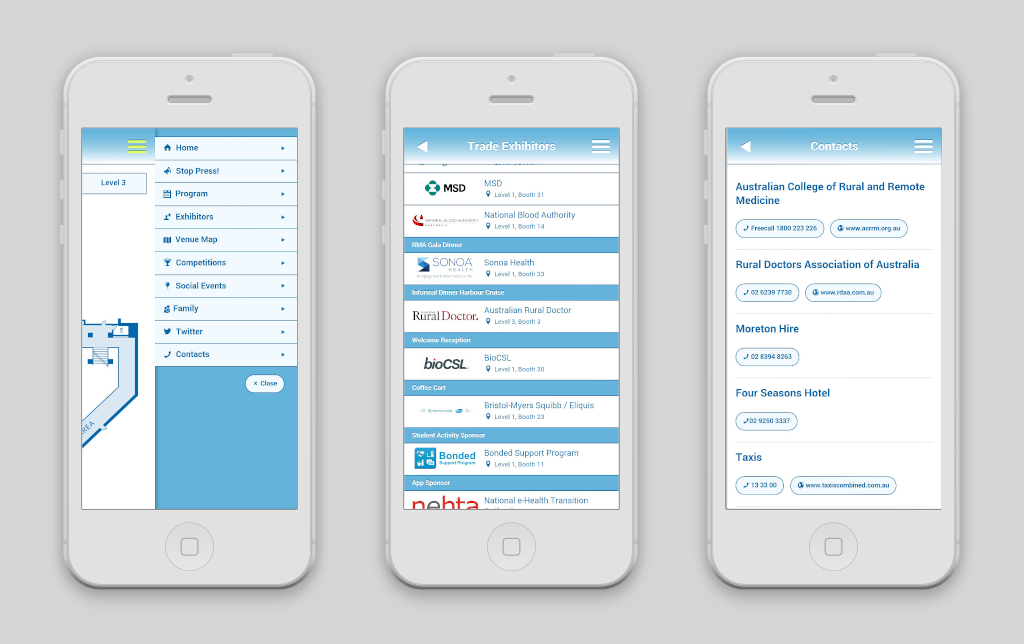 Level 3
AREA
Home
Stop Press!
Program
Exhibitors
Venue Map
Competitions
Social Events
Family
Twitter
Contacts
× Close
Trade Exhibitors
MSD
MSD
Level 1, Booth 31
NATIONAL BLOOD AUTHORITY
AUSTRALIA
National Blood Authority
Level 1, Booth 14
RMA Gala Dinner
SONOA
HEALTH
Sonoa Health
Level 1, Booth 33
Informal Dinner Harbour Cruise
Rural Doctor.
Australian Rural Doctor
Level 3, Booth 3
Welcome Reception
bioCSL
BioCSL
Level 1, Booth 30
Coffee Cart
Bristol-Myers Squibb / Eliquis
Level 1, Booth 23
Student Activity Sponsor
Bonded
Support Program
Bonded Support Program
Level 1, Booth 11
App Sponsor
nehta
National e-Health Transition
Contacts
Australian College of Rural and Remote
Medicine
Freecall 1800 223 226
www.acrrm.org.au
Rural Doctors Association of Australia
02 6239 7730
www.rdaa.com.au
Moreton Hire
02 8394 8263
Four Seasons Hotel
02 9250 3337
Taxis
13 33 00
www.taxiscombined.com.au